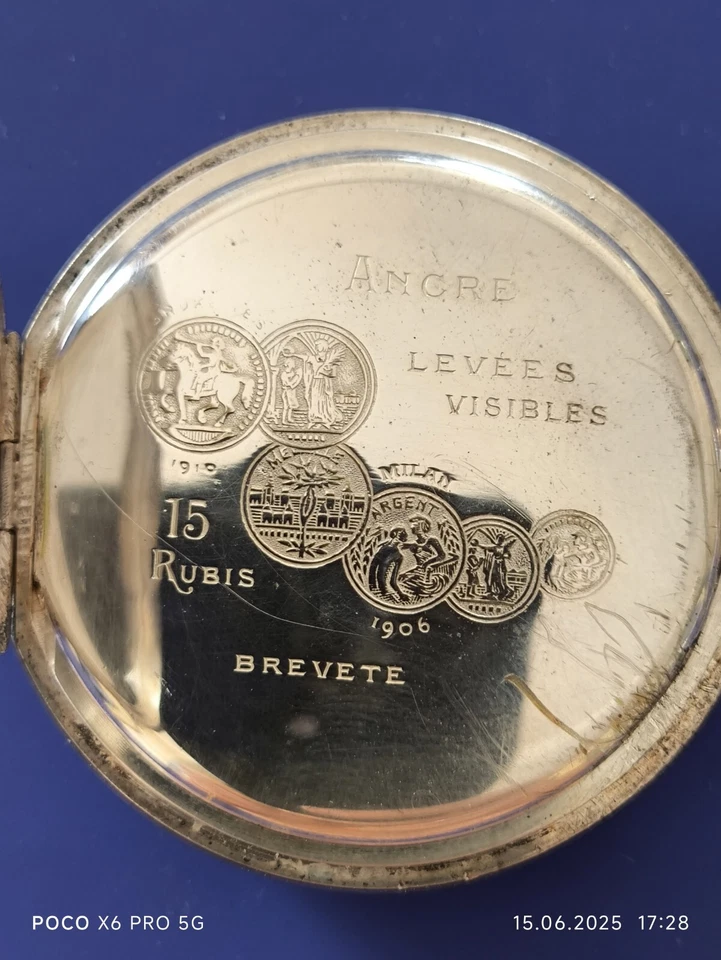 ANCRE
LEVÉES
VISIBLES
BRUXELLES
1910
MILAN
ARGENT
15
RUBIS
1906
BREVETE
POCO X6 PRO 5G
15.06.2025 17:28